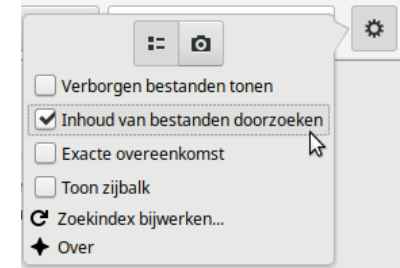 Verborgen bestanden tonen
Inhoud van bestanden doorzoeken
Exacte overeenkomst
Toon zijbalk
Zoekindex bijwerken...
Over